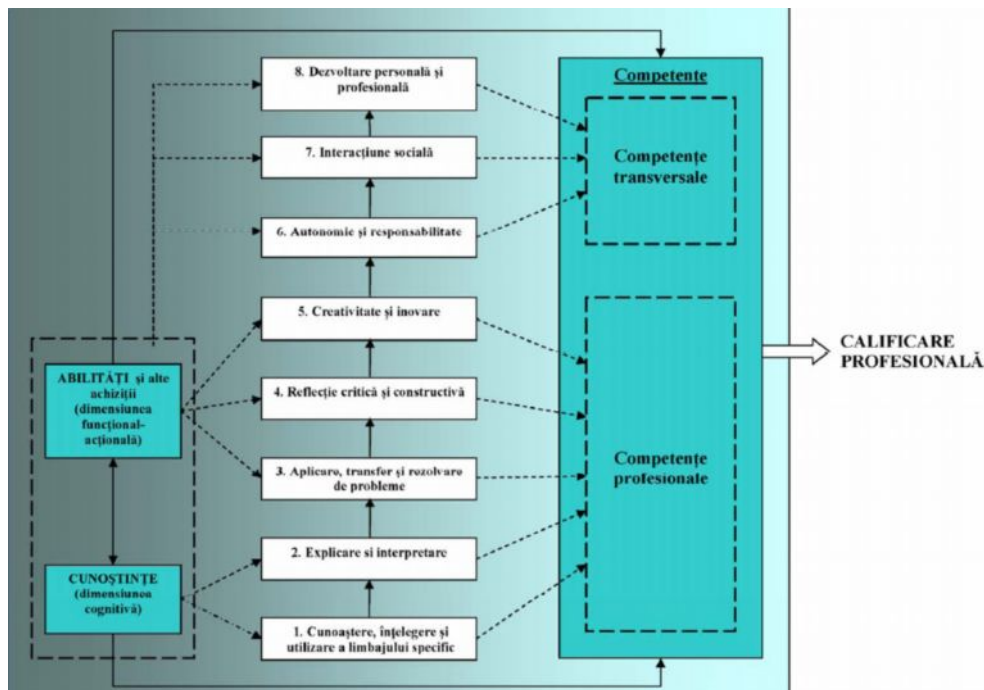 8. Dezvoltare personală și
profesională
7. Interacțiune socială
6. Autonomie și responsabilitate
5. Creativitate și inovare
4. Reflecție critică și constructivă
3. Aplicare, transfer și rezolvare
de probleme
2. Explicare si interpretare
1. Cunoaștere, înțelegere și
utilizare a limbajului specific
ABILITĂȚI și alte
achiziții
(dimensiunea
funcțional-
acțională)
CUNOȘTINȚE
(dimensiunea
cognitivă)
Competențe
Competențe
transversale
Competențe
profesionale
CALIFICARE
PROFESIONALĂ